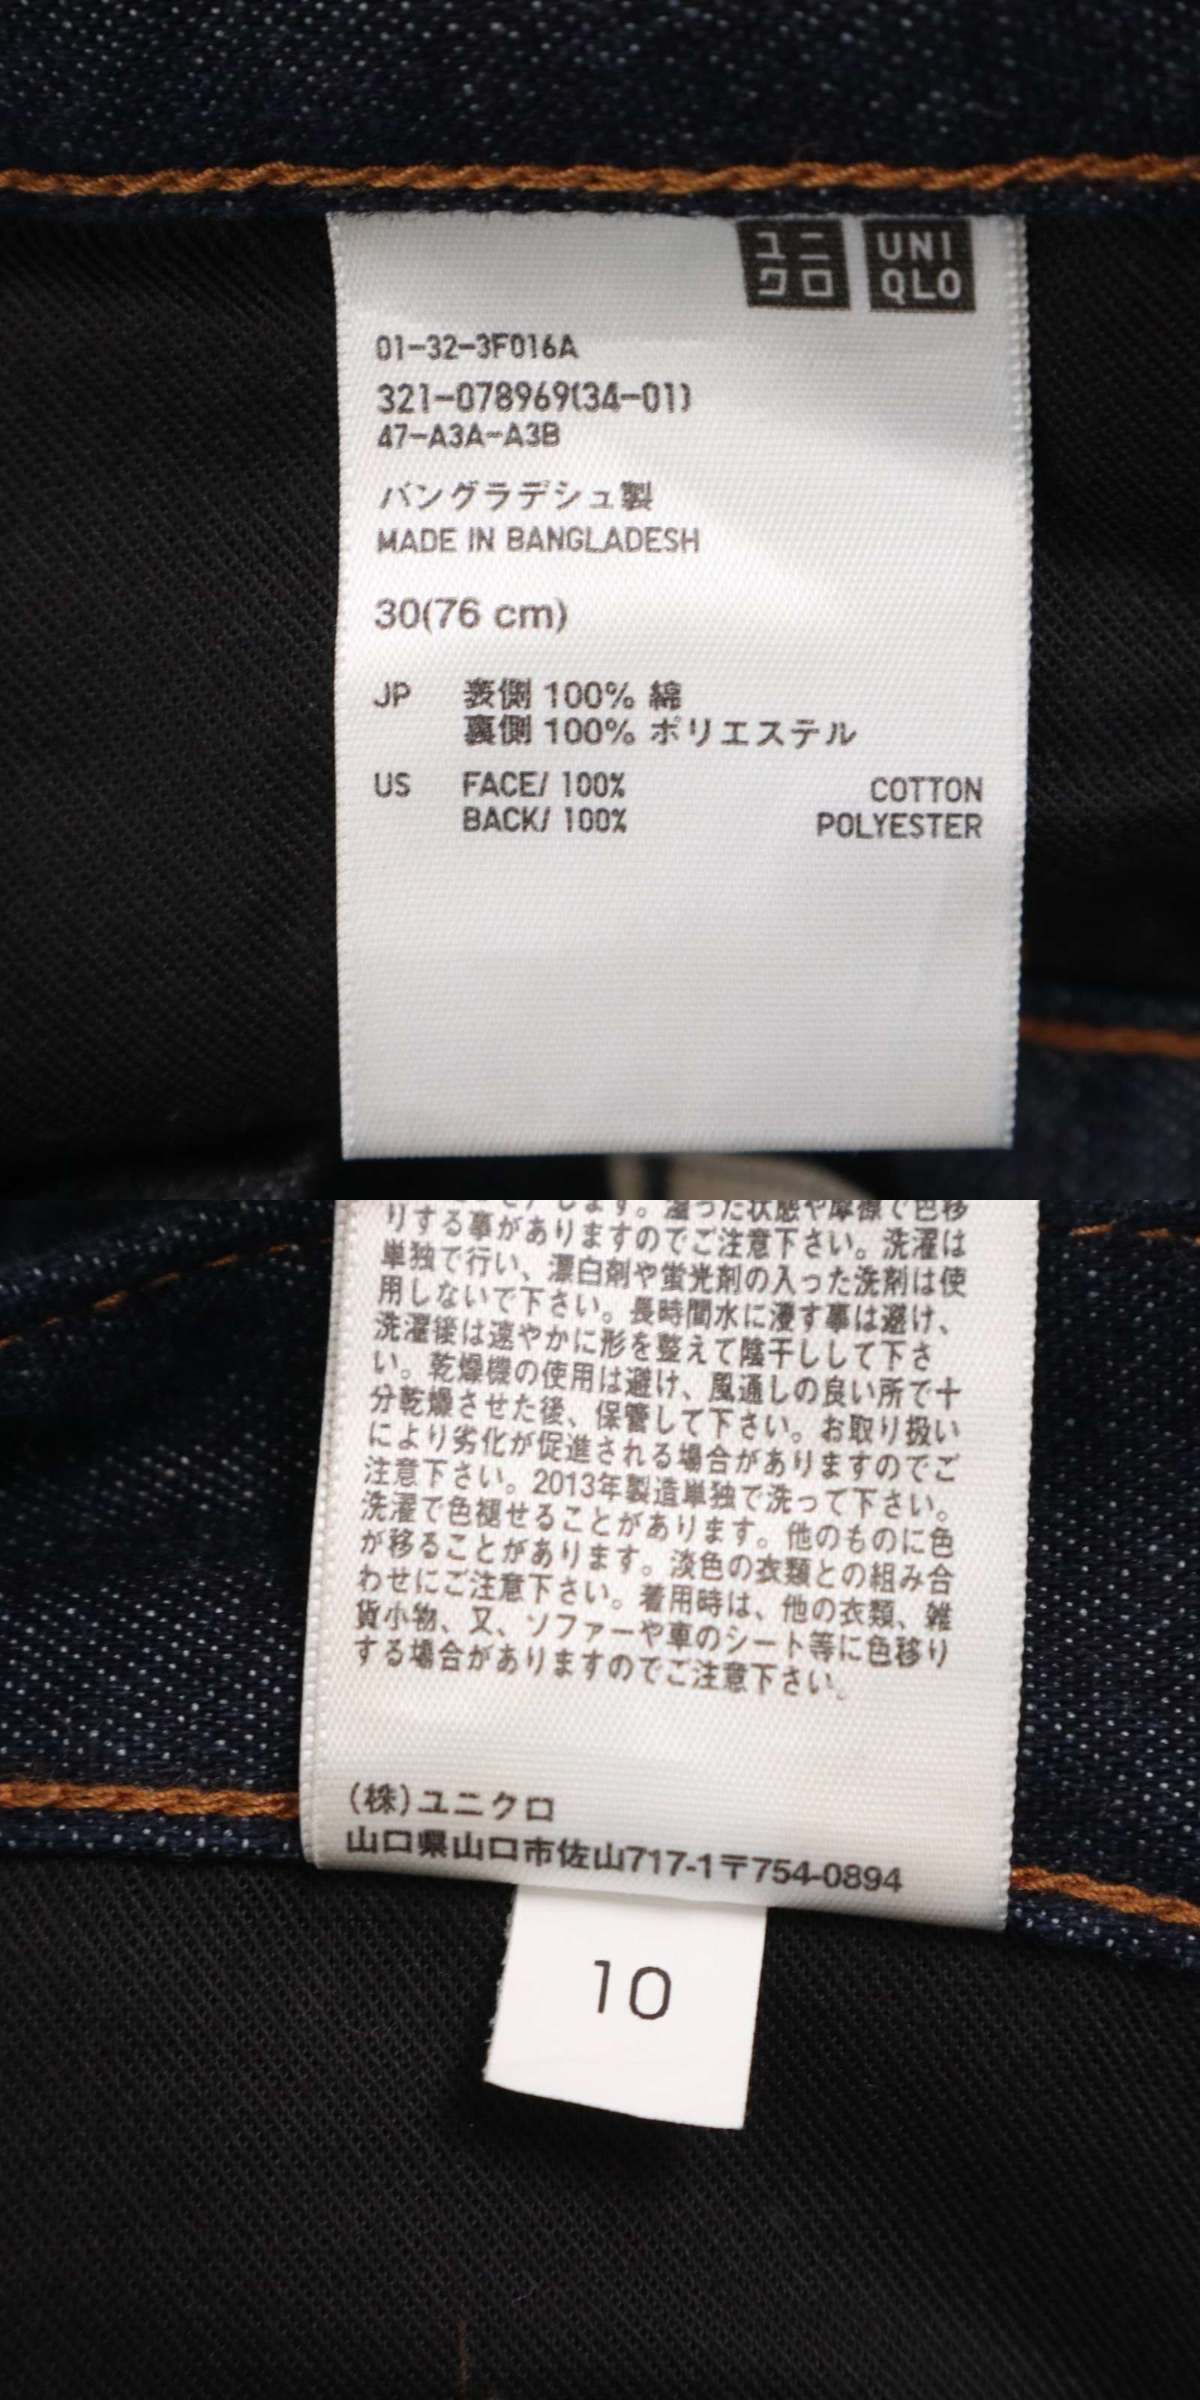 ユニクロ UNIQLO
01-32-3F016A
321-078969(34-01)
47-A3A-A3B
バングラデシュ製
MADE IN BANGLADESH
30(76 cm)
JP 表側 100% 綿
裏側 100% ポリエステル
US FACE/ 100% COTTON
BACK/ 100% POLYESTER
します。湿った状態や摩擦で色移
りする事がありますのでご注意下さい。洗濯は
単独で行い、漂白剤や蛍光剤の入った洗剤は使
用しないで下さい。長時間水に浸す事は避け、
洗濯後は速やかに形を整えて陰干しして下さ
い。乾燥機の使用は避け、風通しの良い所で十
分乾燥させた後、保管して下さい。お取り扱い
により劣化が促進される場合がありますのでご
注意下さい。2013年製造単独で洗って下さい。
洗濯で色褪せることがあります。他のものに色
が移ることがあります。淡色の衣類との組み合
わせにご注意下さい。着用時は、他の衣類、雑
貨小物、又、ソファーや車のシート等に色移り
する場合がありますのでご注意下さい。
(株)ユニクロ
山口県山口市佐山717-1〒754-0894
10